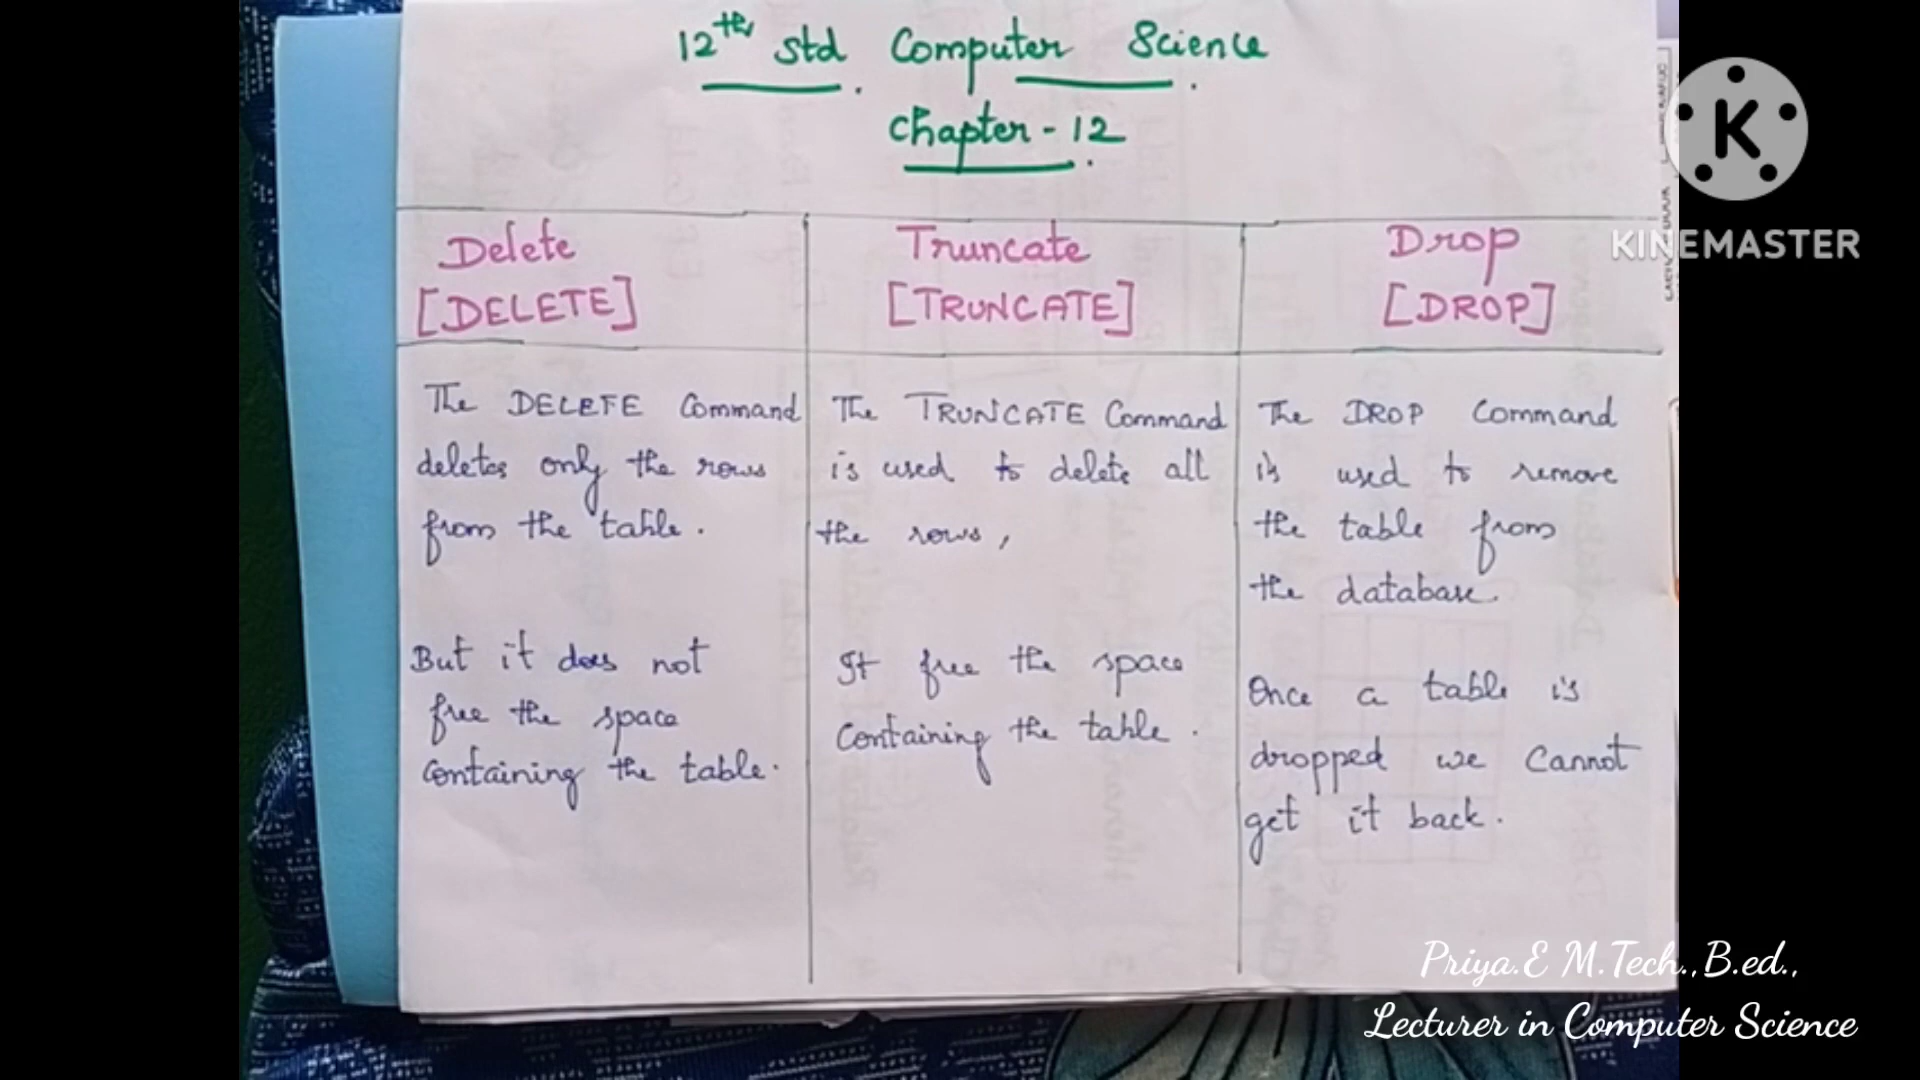 12th Std Computer Science
Chapter - 12
Delete
[DELETE]
The DELETE Command
deletes only the rows
from the table.
But it does not
free the space
containing the table.
Truncate
[TRUNCATE]
The TRUNCATE Command
is used to delete all
the rows,
It free the space
containing the table.
Drop
[DROP]
The DROP command
is used to remove
the table from
the database.
Once a table is
dropped we cannot
get it back.
KINEMASTER
Priya.E M.Tech.,B.ed.,
Lecturer in Computer Science